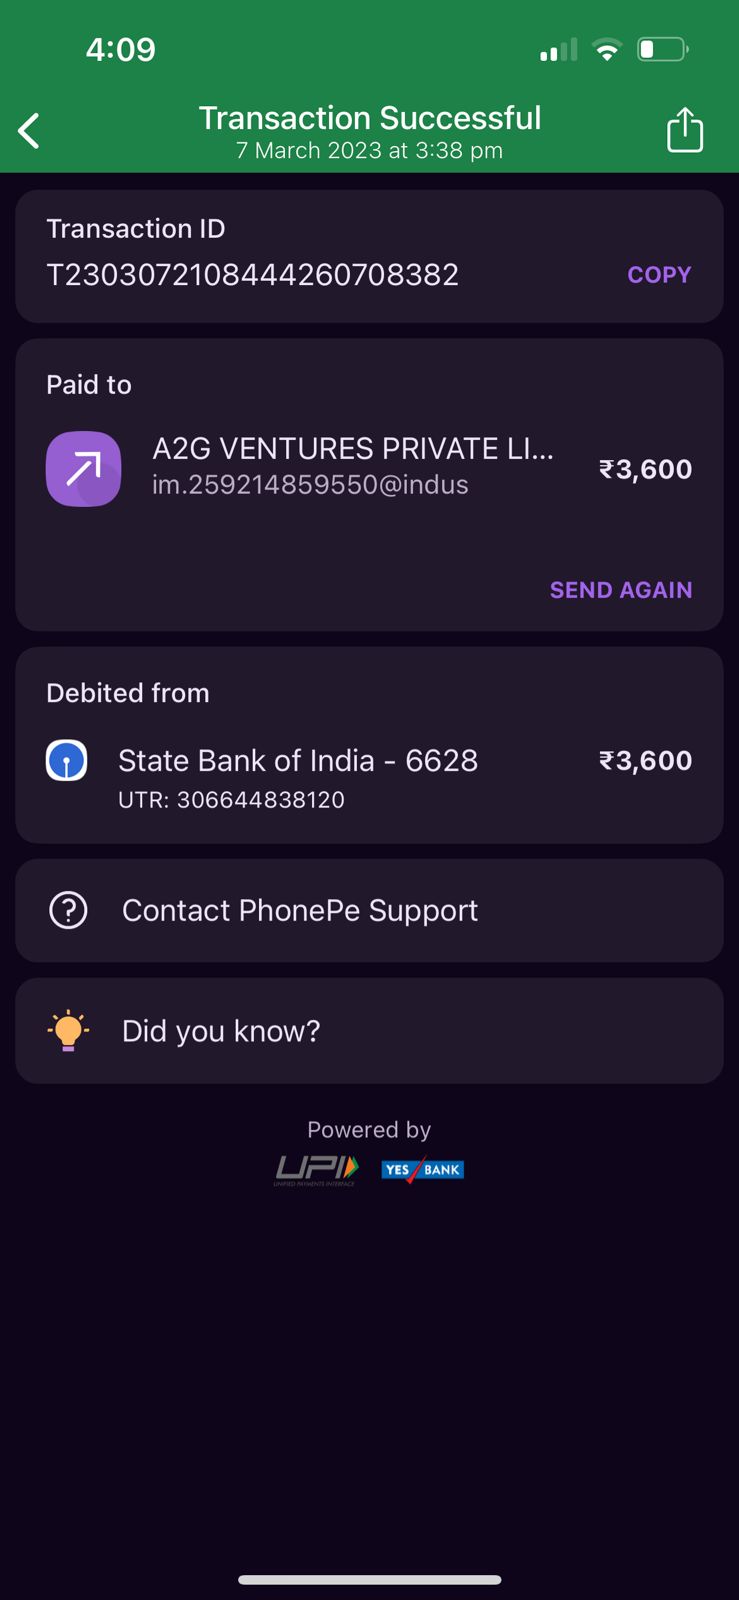 4:09
Transaction Successful
7 March 2023 at 3:38 pm
Transaction ID
T2303072108444260708382
COPY
Paid to
A2G VENTURES PRIVATE LI...
₹3,600
im.259214859550@indus
SEND AGAIN
Debited from
State Bank of India - 6628
₹3,600
UTR: 306644838120
Contact PhonePe Support
Did you know?
Powered by
UPI YES BANK
UNIFIED PAYMENTS INTERFACE